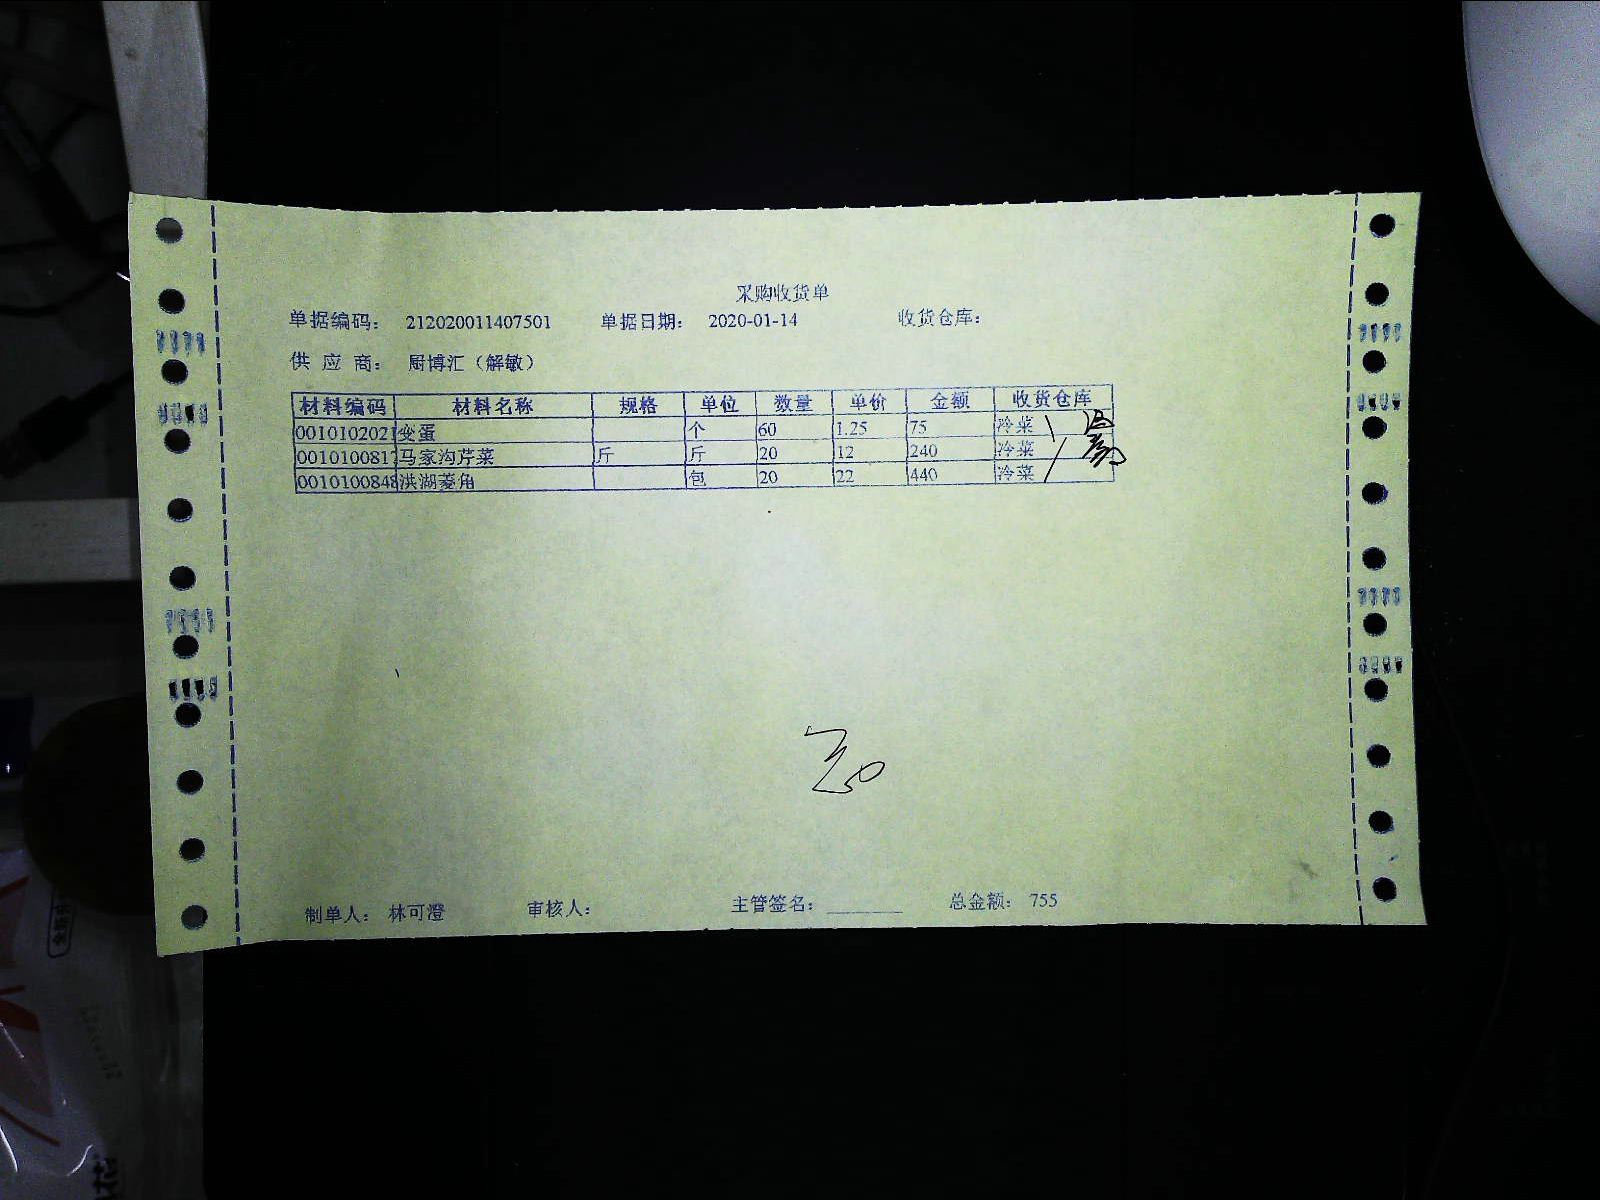 采购收货单
单据编码： 212020011407501 单据日期： 2020-01-14 收货仓库：
供 应 商： 厨博汇（解敏）
材料编码 材料名称 规格 单位 数量 单价 金额 收货仓库
0010102021 变蛋 个 60 1.25 75 冷菜
0010100817 马家沟芹菜 斤 斤 20 12 240 冷菜
0010100848 洪湖菱角 包 20 22 440 冷菜
制单人： 林可澄 审核人： 主管签名： 总金额： 755